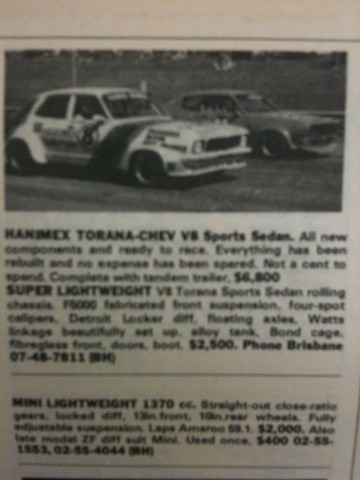 HANIMEX TORANA-CHEV V8 Sports Sedan. All new
components and ready to race. Everything has been
rebuilt and no expense has been spared. Not a cent to
spend. Complete with tandem trailer, $6,800
SUPER LIGHTWEIGHT V8 Torana Sports Sedan rolling
chassis. F5000 fabricated front suspension, four-spot
calipers, Detroit Locker diff, floating axles, Watts
linkage beautifully set up, alloy tank, Bond cage,
fibreglass front, doors, boot. $2,500. Phone Brisbane
07-48-7811 (BH)
MINI LIGHTWEIGHT 1370 cc. Straight-out close-ratio
gears, locked diff, 13in.front, 10in.rear wheels. Fully
adjustable suspension. Laps Amaroo 59.1. $2,000. Also
late model ZF diff suit Mini. Used once, $400 02-55-
1553, 02-55-4044 (BH)